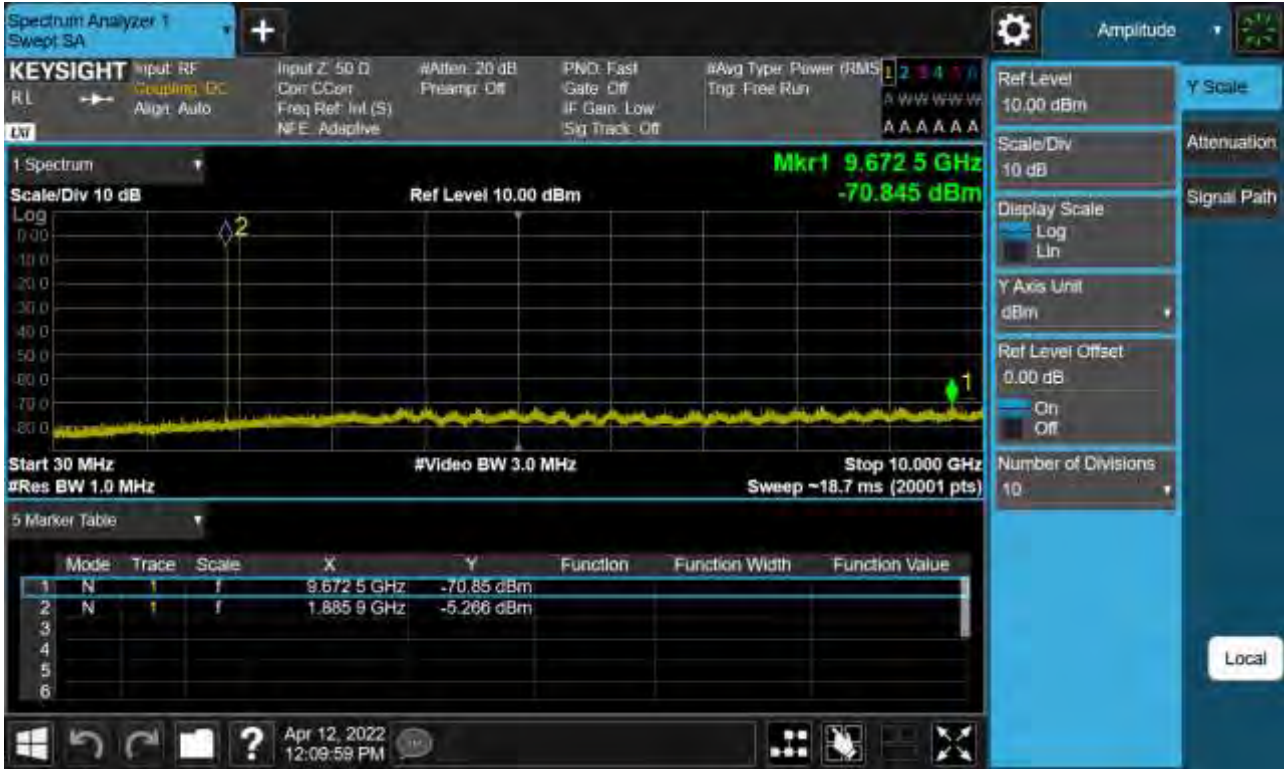 Spectrum Analyzer 1
Swept SA
Amplitude
KEYSIGHT
RL
LXI
Input: RF
Coupling: DC
Align: Auto
Input Z: 50 Ω
Corr CCorr
Freq Ref: Int (S)
NFE: Adaptive
#Atten: 20 dB
Preamp: Off
PNO: Fast
Gate: Off
IF Gain: Low
Sig Track: Off
#Avg Type: Power (RMS
Trig: Free Run
1 2 3 4 5 6
A W W W W W
A A A A A A
1 Spectrum
Scale/Div 10 dB
Ref Level 10.00 dBm
Mkr1 9.672 5 GHz
-70.845 dBm
Log
0.00
-10.0
-20.0
-30.0
-40.0
-50.0
-60.0
-70.0
-80.0
2
1
Start 30 MHz
#Res BW 1.0 MHz
#Video BW 3.0 MHz
Stop 10.000 GHz
Sweep ~18.7 ms (20001 pts)
5 Marker Table
Mode Trace Scale X Y Function Function Width Function Value
1 N 1 f 9.672 5 GHz -70.85 dBm
2 N 1 f 1.885 9 GHz -5.266 dBm
3
4
5
6
Ref Level
10.00 dBm
Scale/Div
10 dB
Display Scale
Log
Lin
Y Axis Unit
dBm
Ref Level Offset
0.00 dB
On
Off
Number of Divisions
10
Y Scale
Attenuation
Signal Path
Local
?
Apr 12, 2022
12:09:59 PM